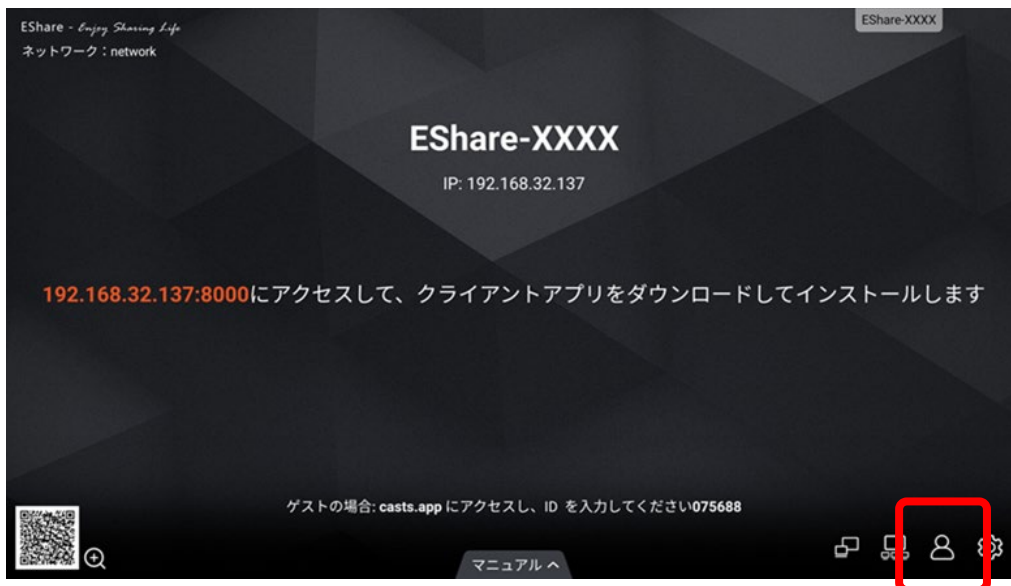 EShare - Enjoy Sharing Life
EShare-XXXX
ネットワーク：network
EShare-XXXX
IP: 192.168.32.137
192.168.32.137:8000にアクセスして、クライアントアプリをダウンロードしてインストールします
ゲストの場合: casts.app にアクセスし、ID を入力してください075688
マニュアル